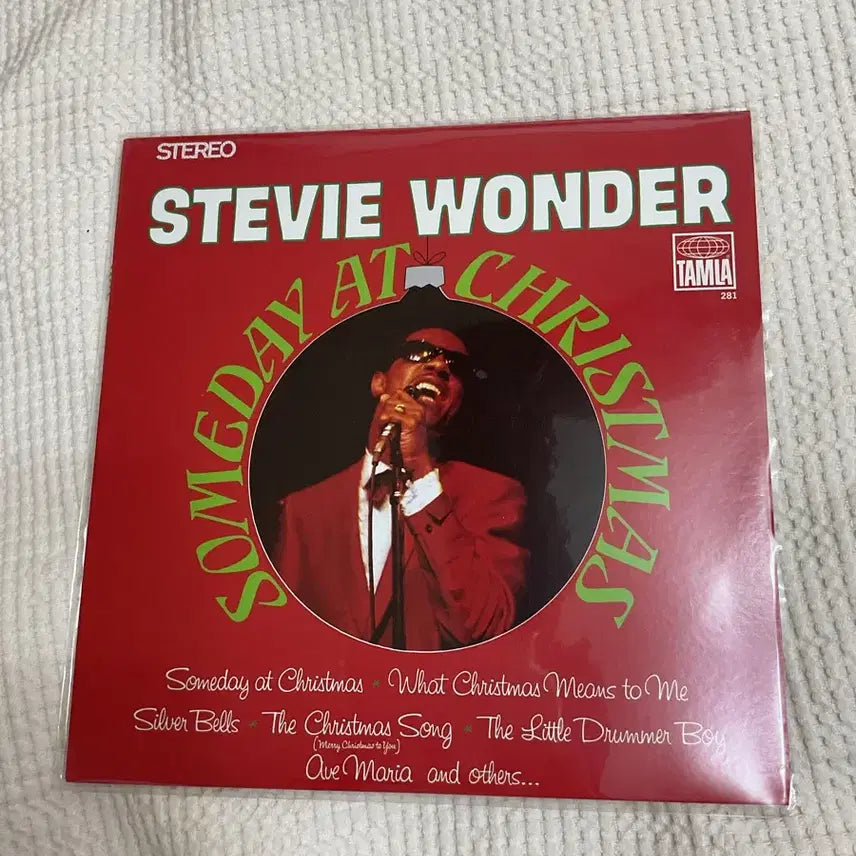 STEREO
STEVIE WONDER
TAMLA
281
SOMEDAY AT CHRISTMAS
Someday at Christmas * What Christmas Means to Me
Silver Bells * The Christmas Song * The Little Drummer Boy
(Merry Christmas to You)
Ave Maria and others...